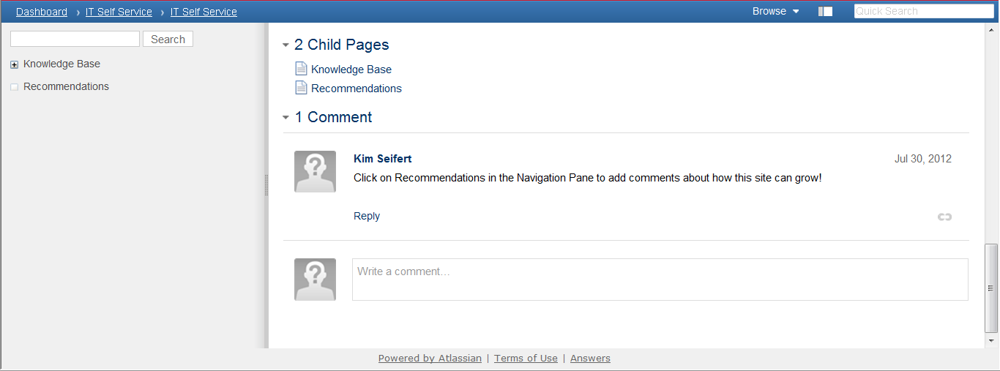 Dashboard › IT Self Service › IT Self Service
Browse
Quick Search
Search
Knowledge Base
Recommendations
2 Child Pages
Knowledge Base
Recommendations
1 Comment
Kim Seifert
Jul 30, 2012
Click on Recommendations in the Navigation Pane to add comments about how this site can grow!
Reply
Write a comment…
Powered by Atlassian | Terms of Use | Answers